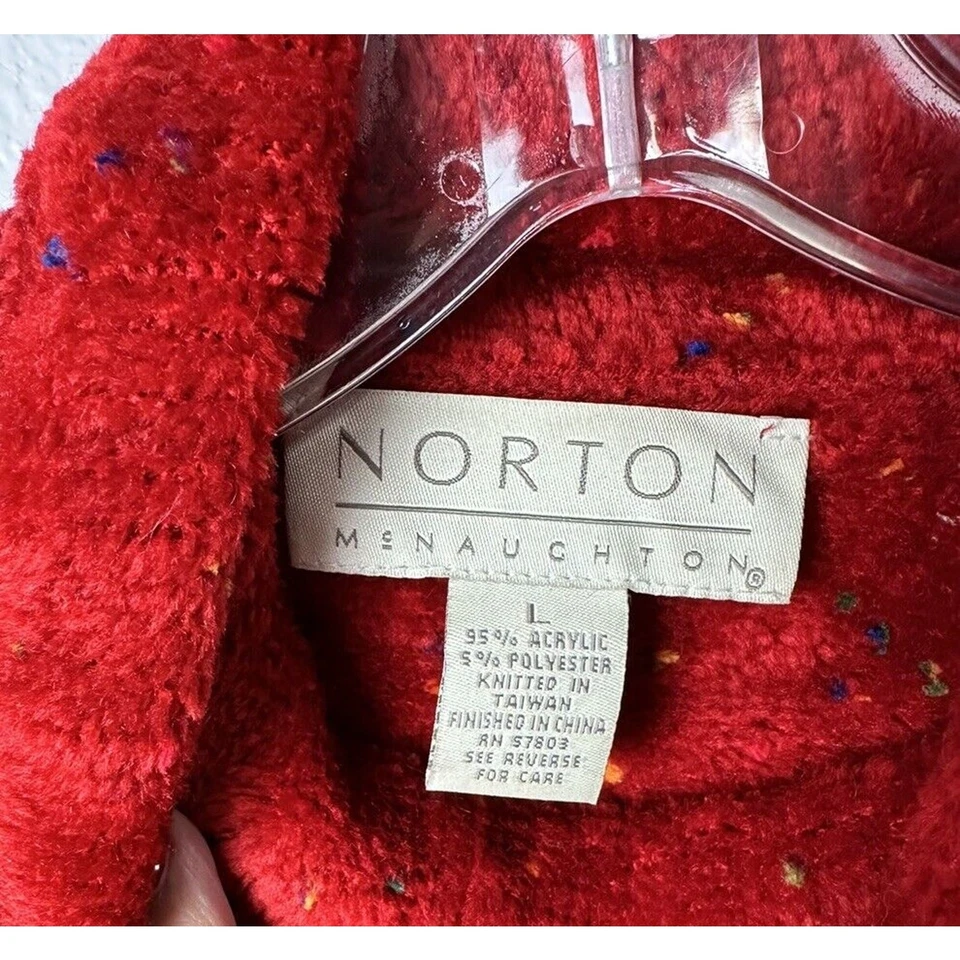 NORTON
McNAUGHTON®
L
95% ACRYLIC
5% POLYESTER
KNITTED IN
TAIWAN
FINISHED IN CHINA
RN 57803
SEE REVERSE
FOR CARE